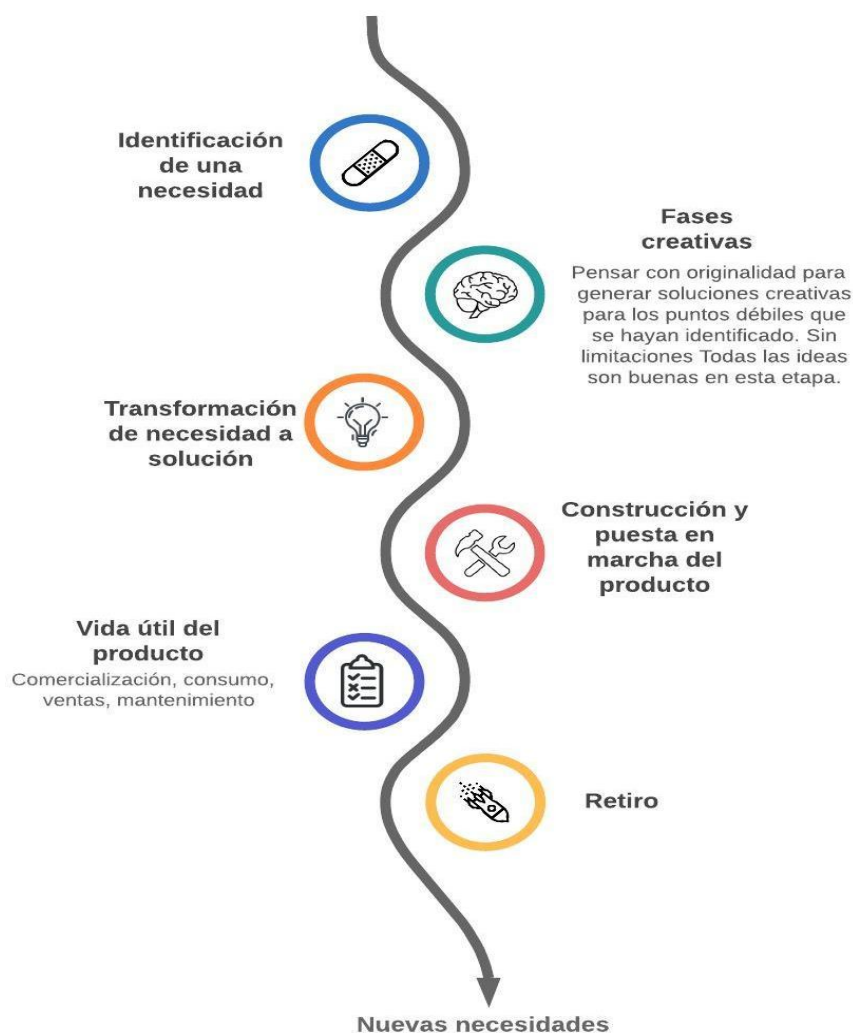 Identificación
de una
necesidad
Fases
creativas
Pensar con originalidad para
generar soluciones creativas
para los puntos débiles que
se hayan identificado. Sin
limitaciones Todas las ideas
son buenas en esta etapa.
Transformación
de necesidad a
solución
Construcción y
puesta en
marcha del
producto
Vida útil del
producto
Comercialización, consumo,
ventas, mantenimiento
Retiro
Nuevas necesidades